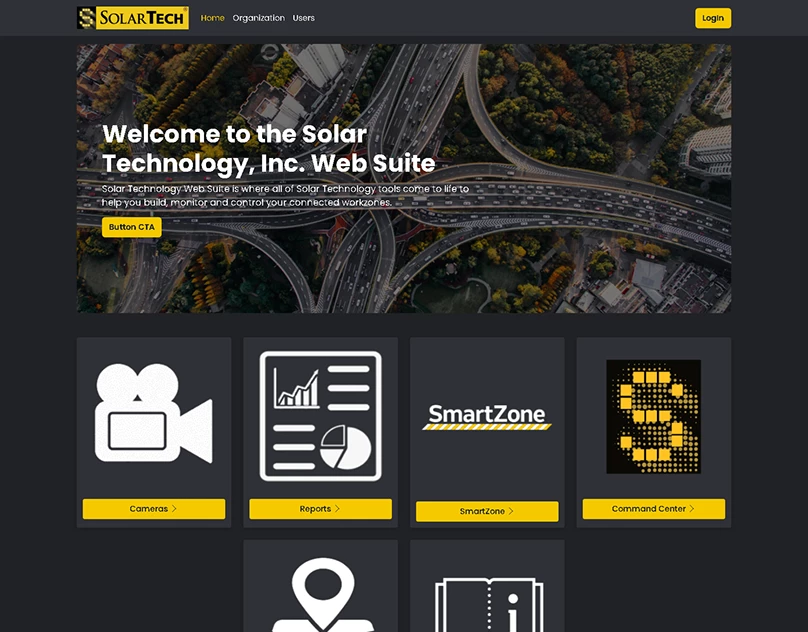 SolarTech®
Home Organization Users
Login
Welcome to the Solar
Technology, Inc. Web Suite
Solar Technology Web Suite is where all of Solar Technology tools come to life to
help you build, monitor and control your connected workzones.
Button CTA
SmartZone
Cameras
Reports
SmartZone
Command Center